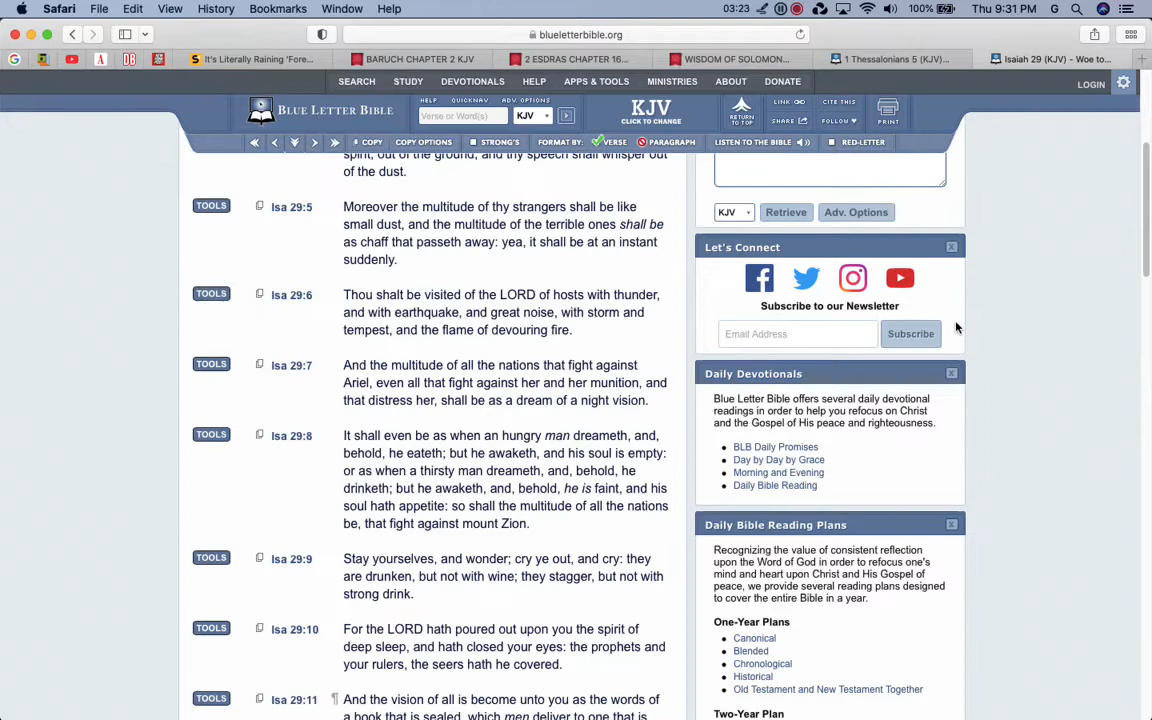 Safari File Edit View History Bookmarks Window Help 03:23 100% Thu 9:31 PM G
blueletterbible.org
It's Literally Raining 'Fore... BARUCH CHAPTER 2 KJV 2 ESDRAS CHAPTER 16... WISDOM OF SOLOMON... 1 Thessalonians 5 (KJV)... Isaiah 29 (KJV) - Woe to...
SEARCH STUDY DEVOTIONALS HELP APPS & TOOLS MINISTRIES ABOUT DONATE LOGIN
BLUE LETTER BIBLE
HELP QUICKNAV ADV. OPTIONS
Verse or Word(s) KJV
KJV
CLICK TO CHANGE
RETURN
TO TOP
LINK CITE THIS
SHARE FOLLOW
PRINT
COPY COPY OPTIONS STRONG'S FORMAT BY: VERSE PARAGRAPH LISTEN TO THE BIBLE RED-LETTER
spirit, out of the ground, and thy speech shall whisper out
of the dust.
TOOLS Isa 29:5 Moreover the multitude of thy strangers shall be like
small dust, and the multitude of the terrible ones shall be
as chaff that passeth away: yea, it shall be at an instant
suddenly.
TOOLS Isa 29:6 Thou shalt be visited of the LORD of hosts with thunder,
and with earthquake, and great noise, with storm and
tempest, and the flame of devouring fire.
TOOLS Isa 29:7 And the multitude of all the nations that fight against
Ariel, even all that fight against her and her munition, and
that distress her, shall be as a dream of a night vision.
TOOLS Isa 29:8 It shall even be as when an hungry man dreameth, and,
behold, he eateth; but he awaketh, and his soul is empty:
or as when a thirsty man dreameth, and, behold, he
drinketh; but he awaketh, and, behold, he is faint, and his
soul hath appetite: so shall the multitude of all the nations
be, that fight against mount Zion.
TOOLS Isa 29:9 Stay yourselves, and wonder; cry ye out, and cry: they
are drunken, but not with wine; they stagger, but not with
strong drink.
TOOLS Isa 29:10 For the LORD hath poured out upon you the spirit of
deep sleep, and hath closed your eyes: the prophets and
your rulers, the seers hath he covered.
TOOLS Isa 29:11 ¶ And the vision of all is become unto you as the words of
a book that is sealed, which men deliver to one that is
KJV Retrieve Adv. Options
Let's Connect
Subscribe to our Newsletter
Email Address Subscribe
Daily Devotionals
Blue Letter Bible offers several daily devotional
readings in order to help you refocus on Christ
and the Gospel of His peace and righteousness.
BLB Daily Promises
Day by Day by Grace
Morning and Evening
Daily Bible Reading
Daily Bible Reading Plans
Recognizing the value of consistent reflection
upon the Word of God in order to refocus one's
mind and heart upon Christ and His Gospel of
peace, we provide several reading plans designed
to cover the entire Bible in a year.
One-Year Plans
Canonical
Blended
Chronological
Historical
Old Testament and New Testament Together
Two-Year Plan